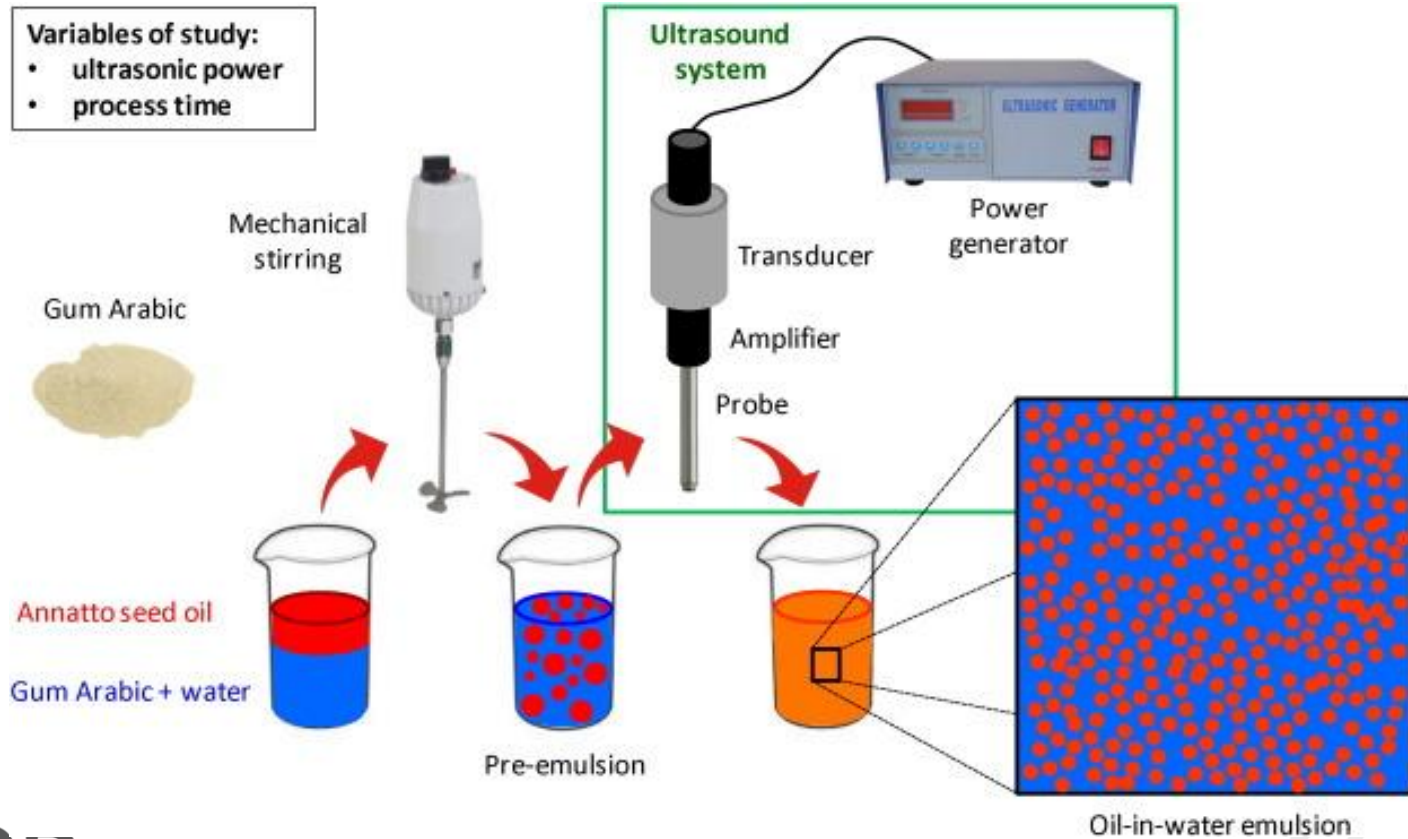 Variables of study:
• ultrasonic power
• process time
Ultrasound
system
ULTRASONIC GENERATOR
Power
generator
Mechanical
stirring
Transducer
Gum Arabic
Amplifier
Probe
Annatto seed oil
Gum Arabic + water
Pre-emulsion
Oil-in-water emulsion